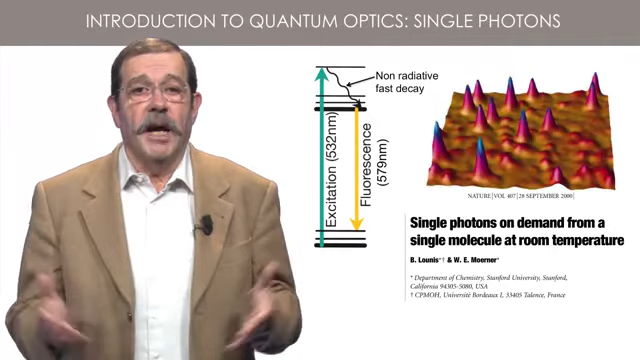 INTRODUCTION TO QUANTUM OPTICS: SINGLE PHOTONS
Non radiative
fast decay
Excitation (532nm)
Fluorescence
(579nm)
NATURE|VOL 407|28 SEPTEMBER 2000|
Single photons on demand from a
single molecule at room temperature
B. Lounis*† & W. E. Moerner*
* Department of Chemistry, Stanford University, Stanford,
California 94305-5080, USA
† CPMOH, Université Bordeaux I, 33405 Talence, France